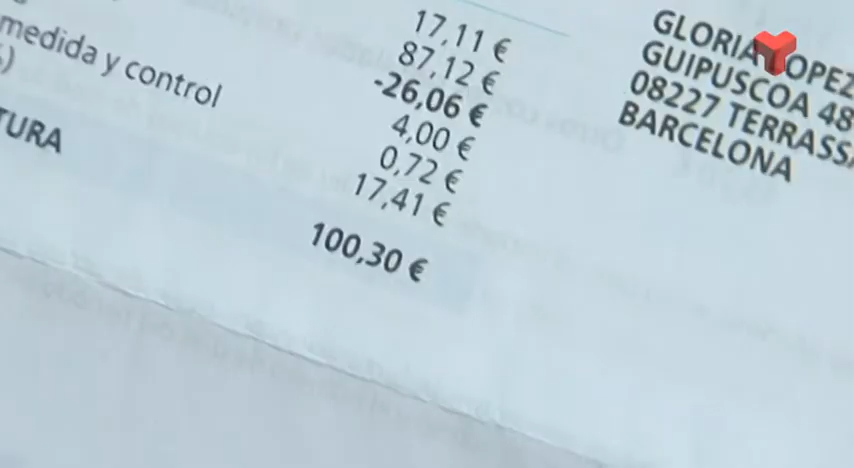 17,11 €
87,12 €
medida y control
-26,06 €
%)
4,00 €
0,72 €
TURA
17,41 €
100,30 €
GLORIA OPEZ
GUIPUSCOA 48
08227 TERRASSA
BARCELONA